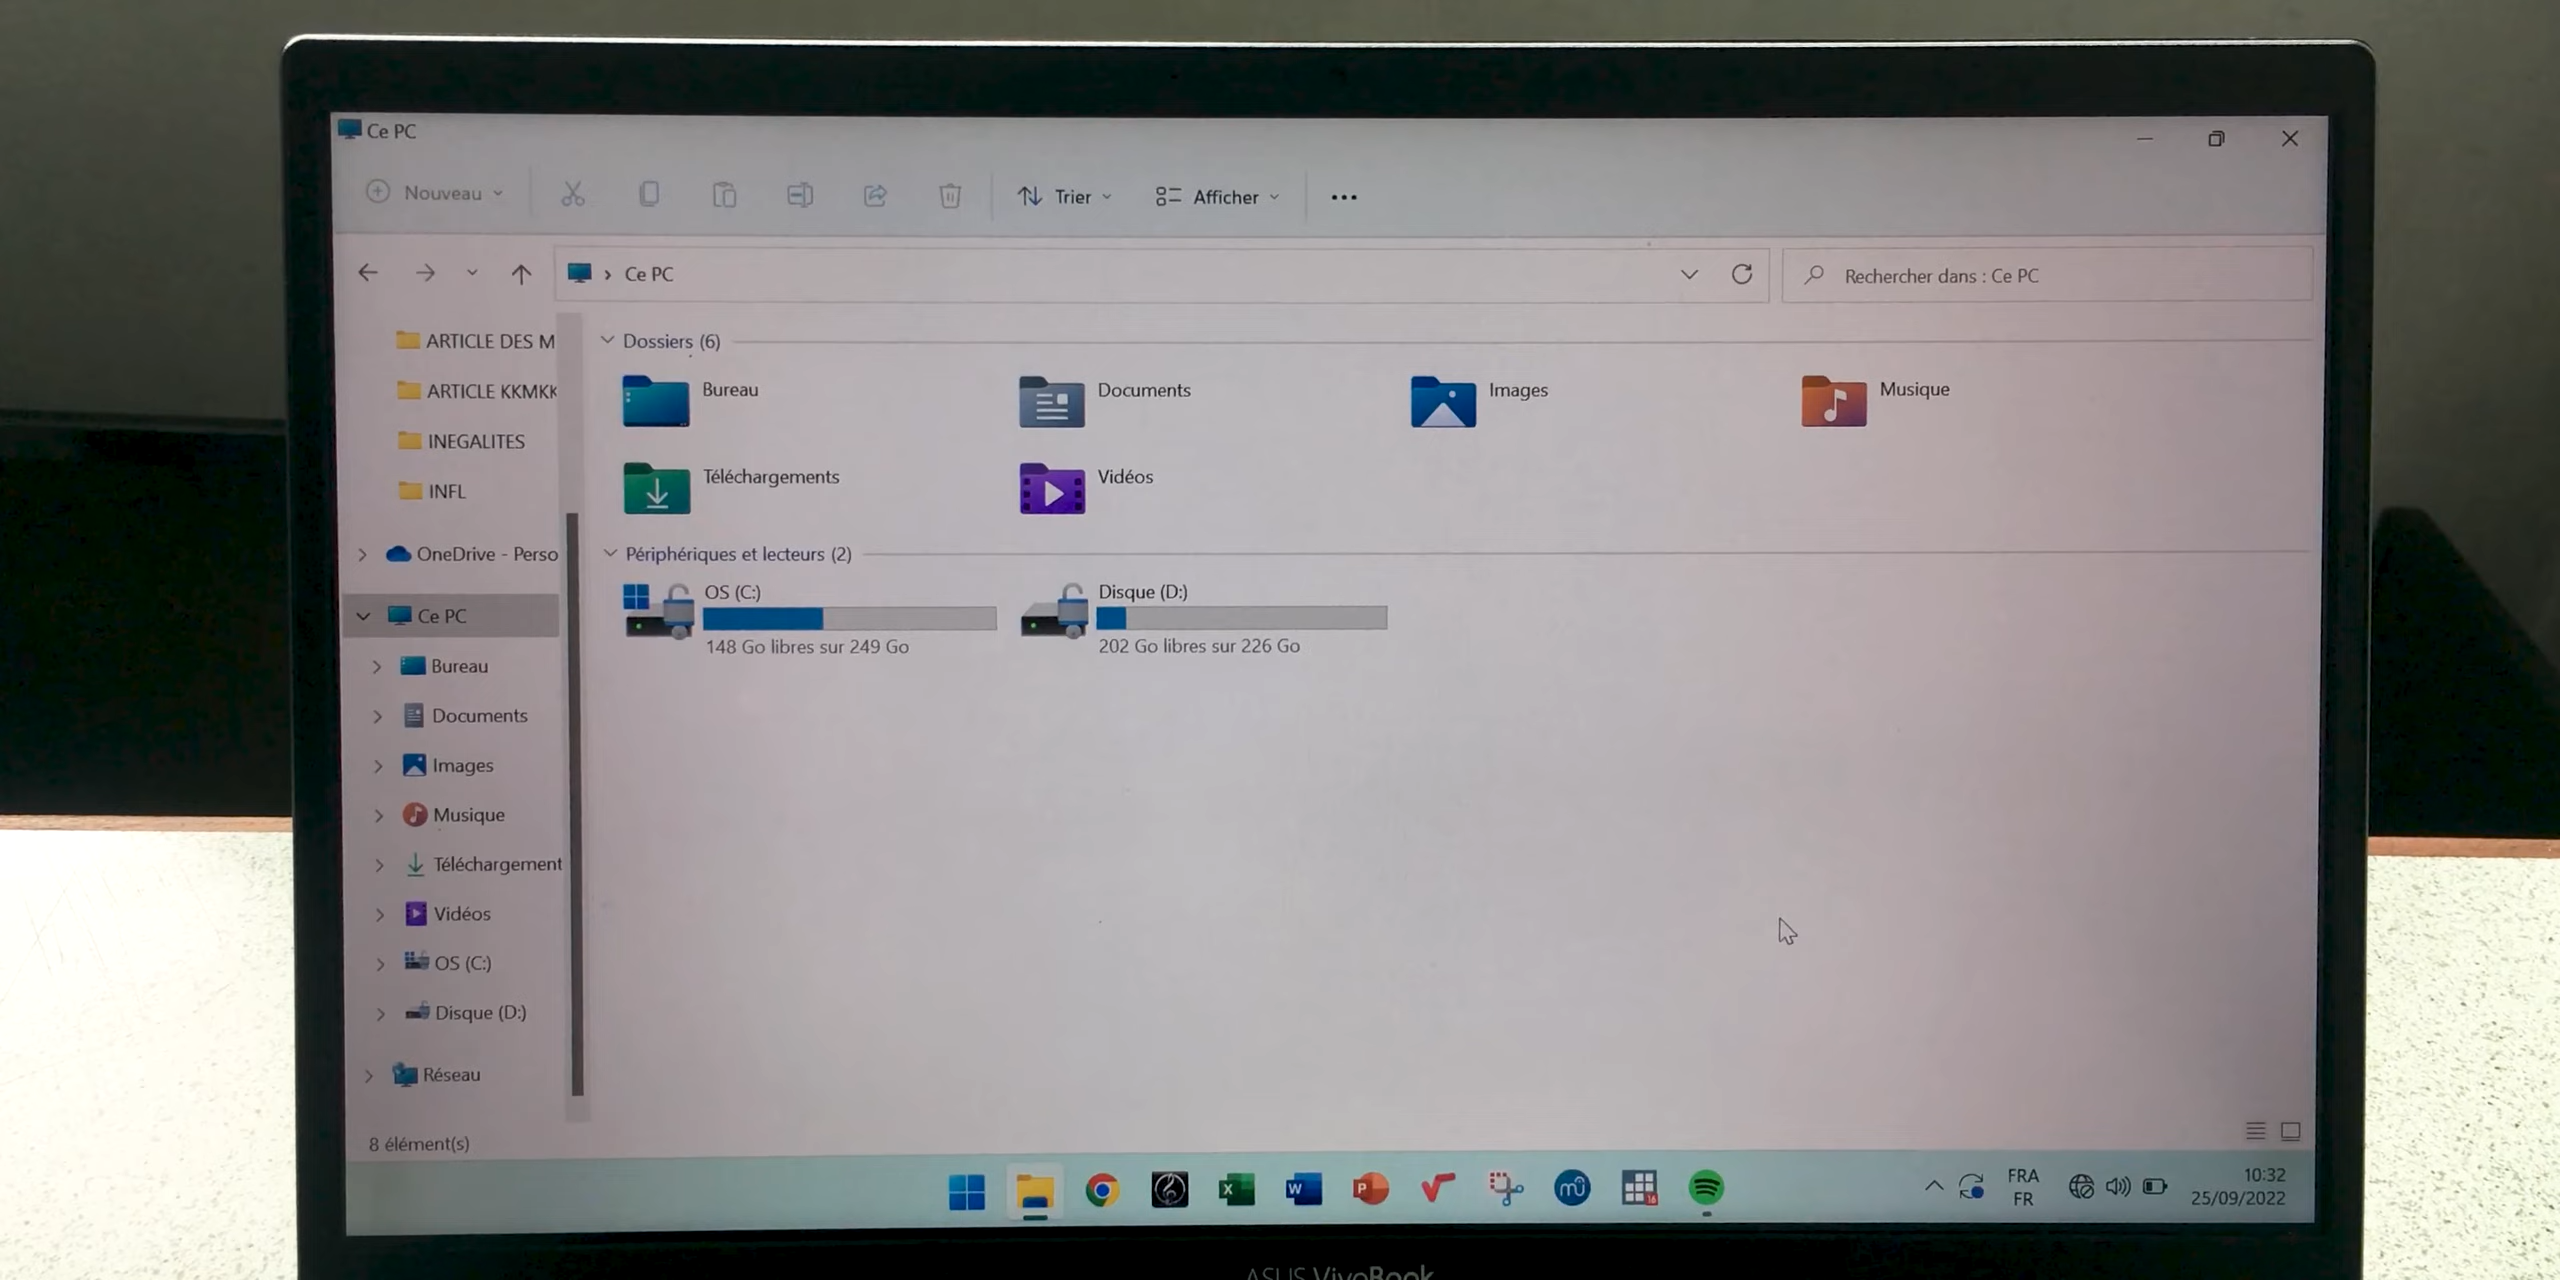 Ce PC
Nouveau
Trier
Afficher
Ce PC
Rechercher dans : Ce PC
ARTICLE DES M
ARTICLE KKMKK
INEGALITES
INFL
OneDrive - Perso
Ce PC
Bureau
Documents
Images
Musique
Téléchargement
Vidéos
OS (C:)
Disque (D:)
Réseau
8 élément(s)
Dossiers (6)
Bureau
Documents
Images
Musique
Téléchargements
Vidéos
Périphériques et lecteurs (2)
OS (C:)
148 Go libres sur 249 Go
Disque (D:)
202 Go libres sur 226 Go
FRA
FR
10:32
25/09/2022
ASUS VivoBook